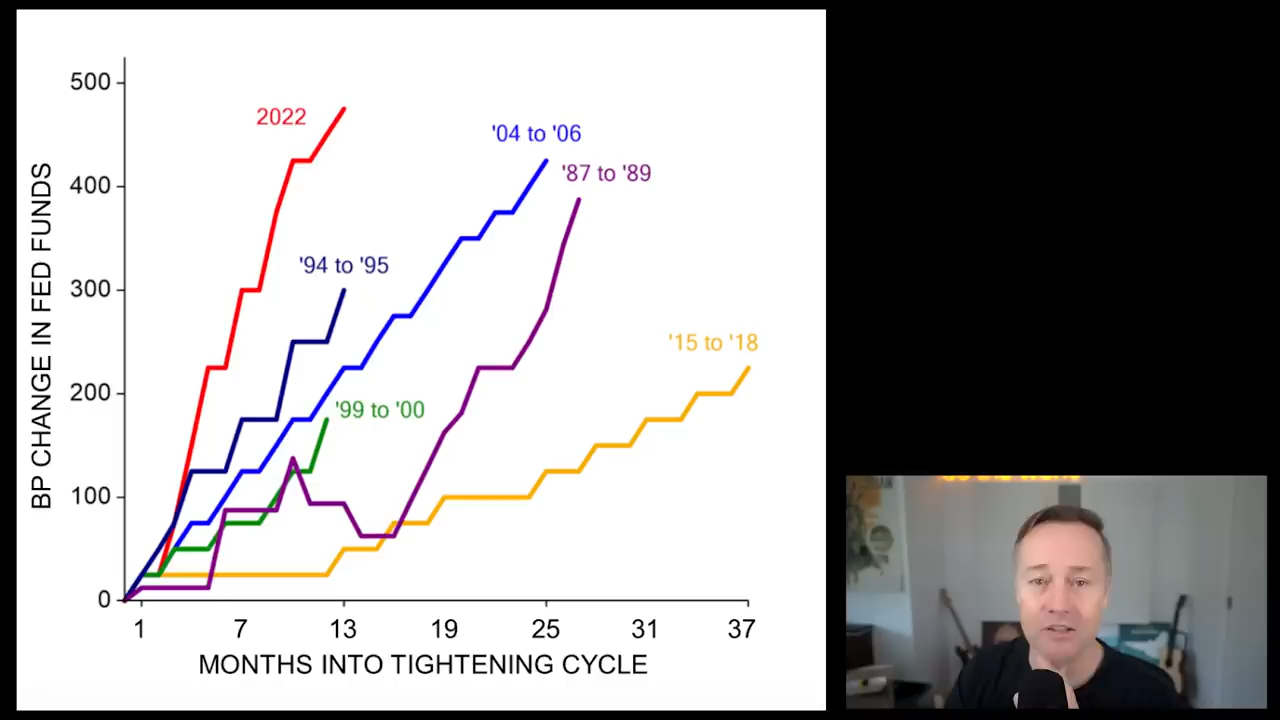 500
400
300
200
100
0
BP CHANGE IN FED FUNDS
2022
'04 to '06
'87 to '89
'94 to '95
'15 to '18
'99 to '00
1 7 13 19 25 31 37
MONTHS INTO TIGHTENING CYCLE